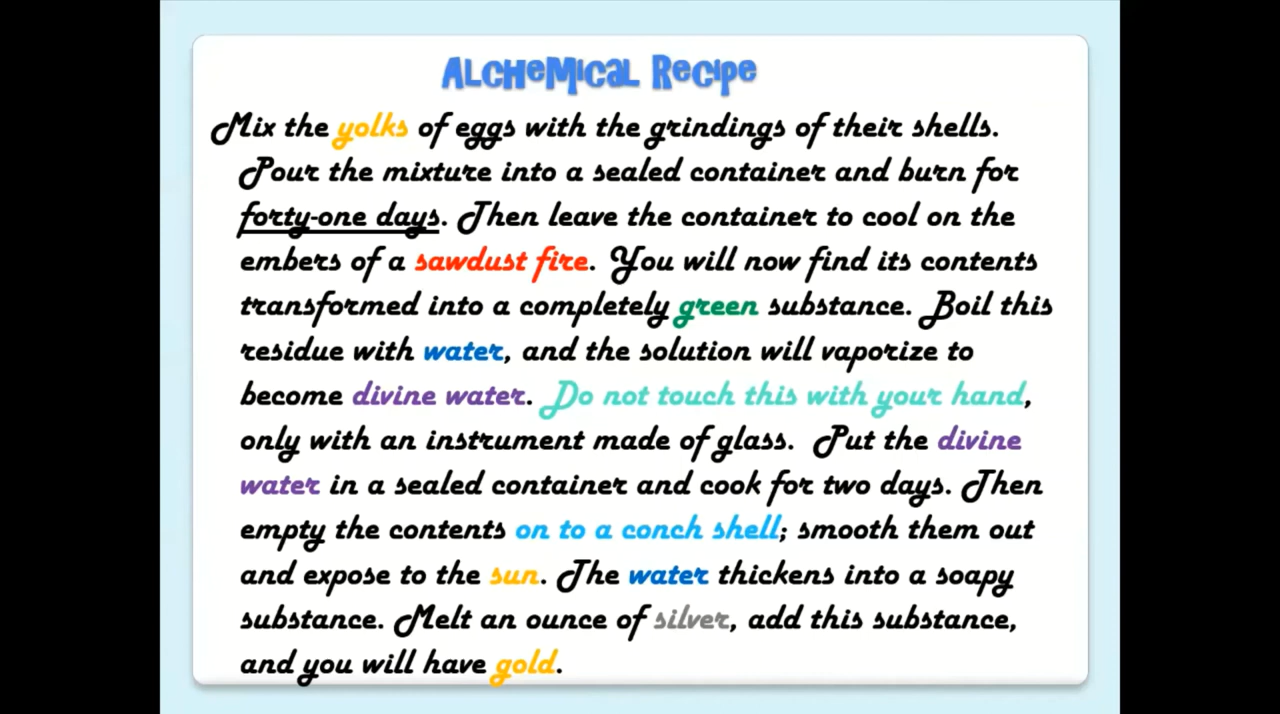 Alchemical Recipe
Mix the yolks of eggs with the grindings of their shells.
Pour the mixture into a sealed container and burn for
forty-one days. Then leave the container to cool on the
embers of a sawdust fire. You will now find its contents
transformed into a completely green substance. Boil this
residue with water, and the solution will vaporize to
become divine water. Do not touch this with your hand,
only with an instrument made of glass. Put the divine
water in a sealed container and cook for two days. Then
empty the contents on to a conch shell; smooth them out
and expose to the sun. The water thickens into a soapy
substance. Melt an ounce of silver, add this substance,
and you will have gold.